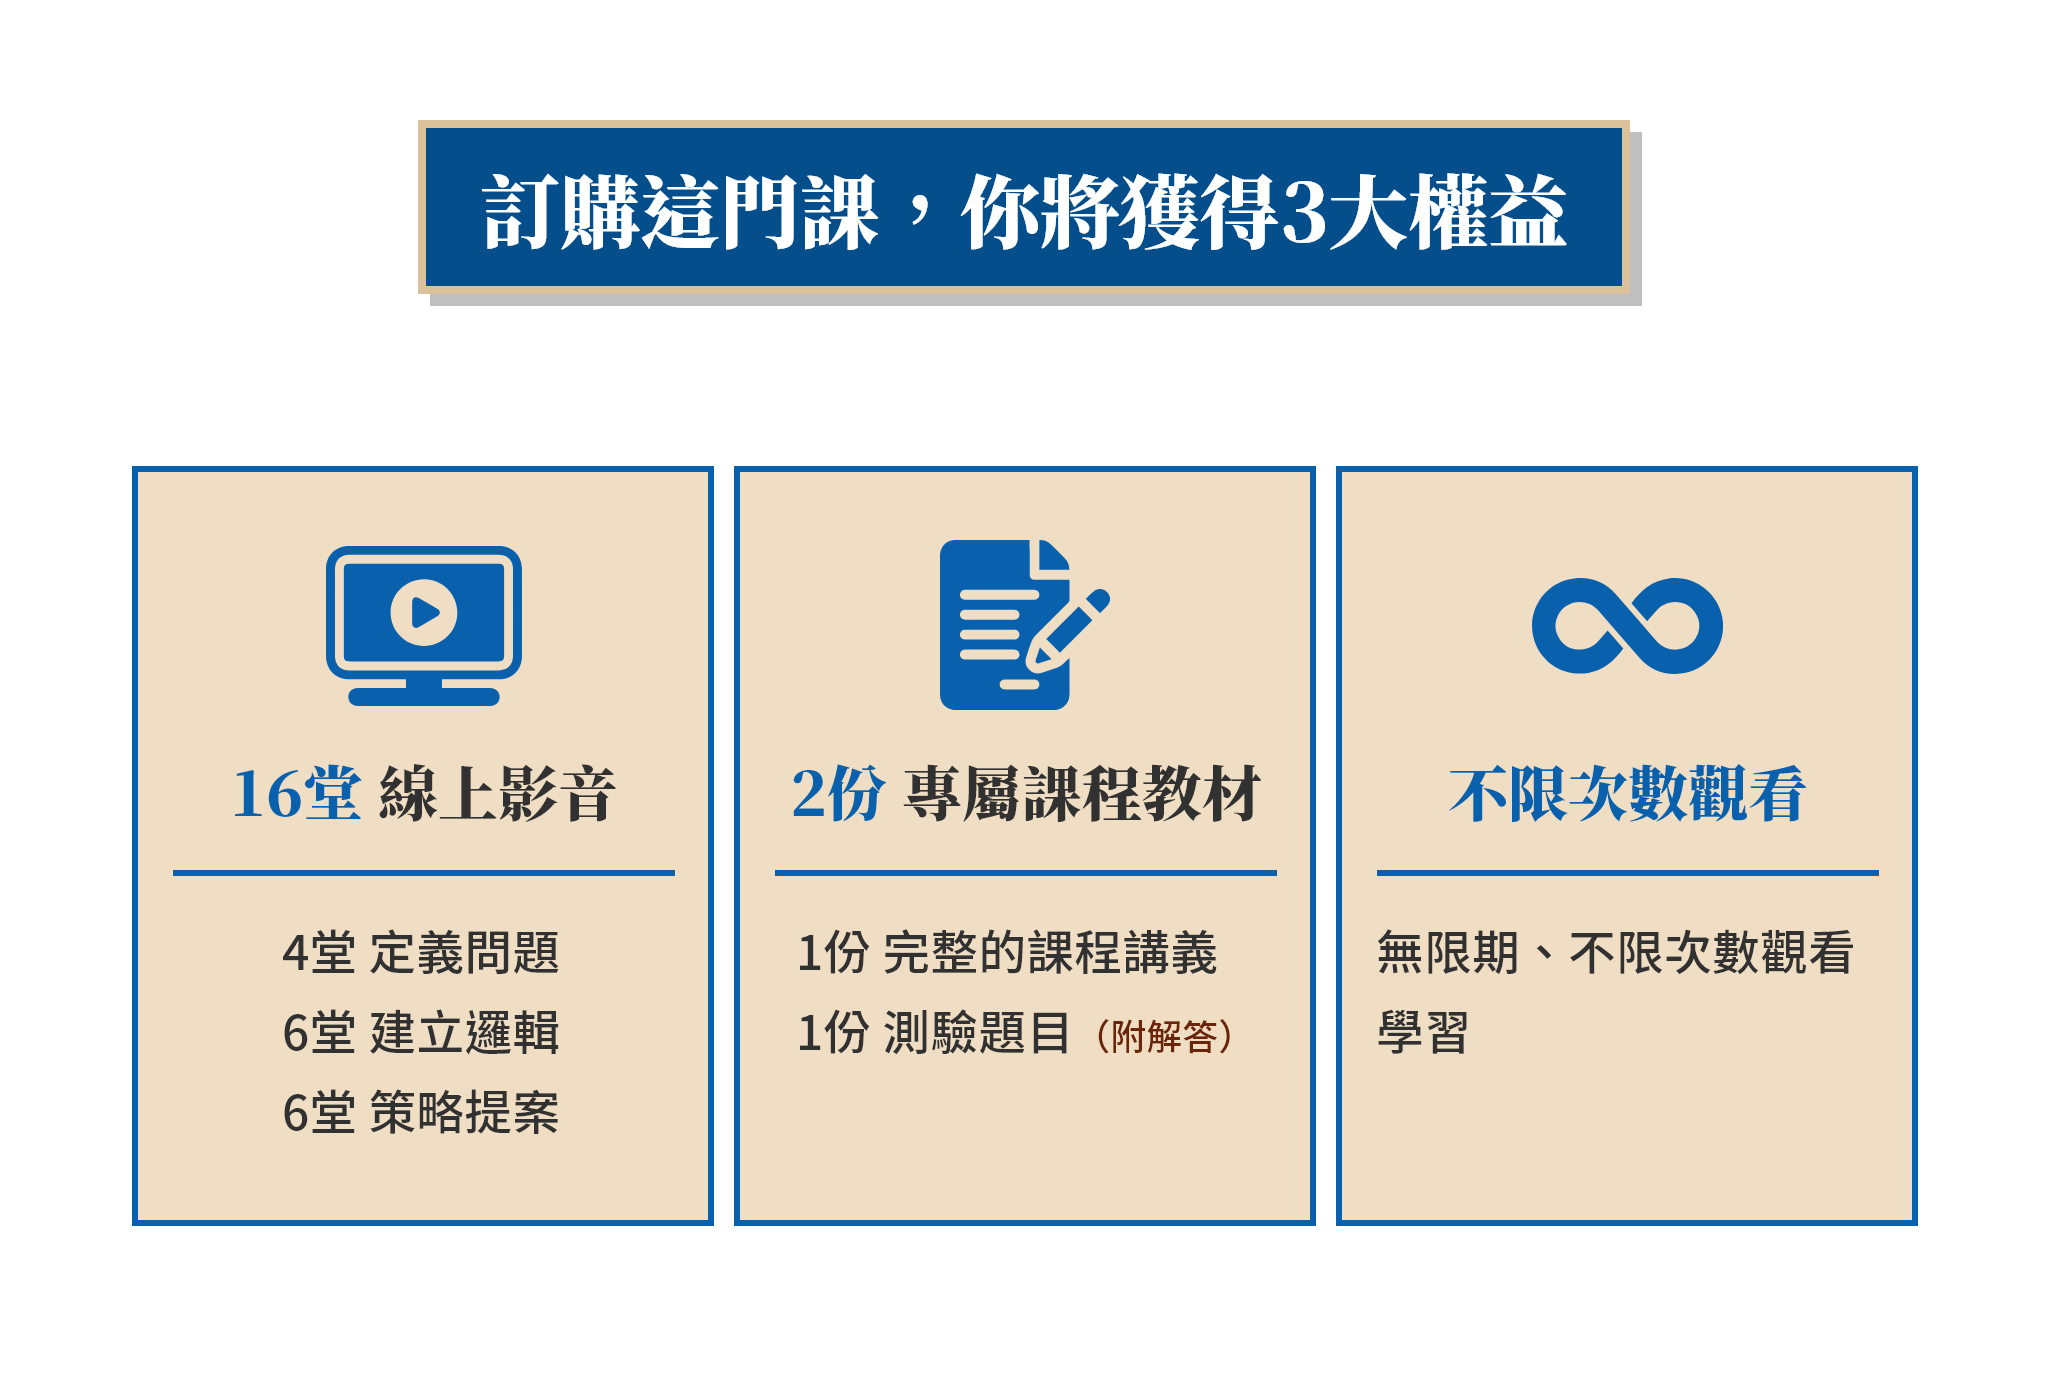 訂購這門課，你將獲得3大權益
16堂 線上影音
4堂 定義問題
6堂 建立邏輯
6堂 策略提案
2份 專屬課程教材
1份 完整的課程講義
1份 測驗題目（附解答）
不限次數觀看
無限期、不限次數觀看
學習